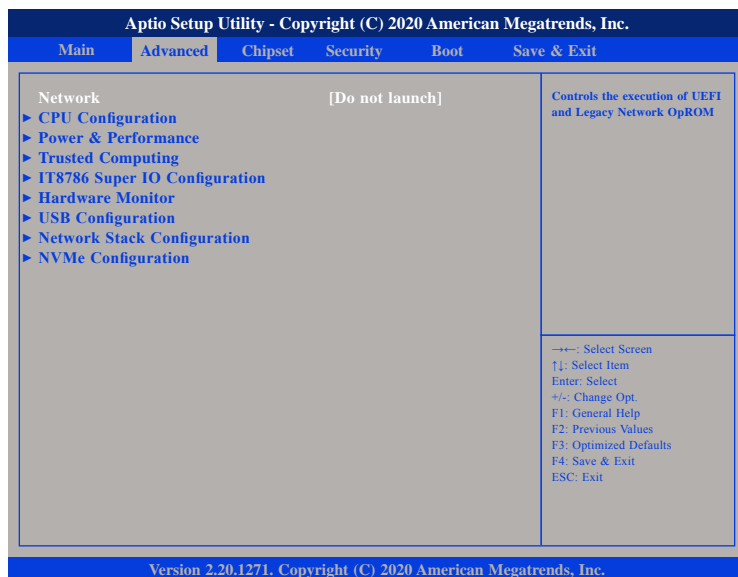 Aptio Setup Utility - Copyright (C) 2020 American Megatrends, Inc.
Main Advanced Chipset Security Boot Save & Exit
Network [Do not launch]
► CPU Configuration
► Power & Performance
► Trusted Computing
► IT8786 Super IO Configuration
► Hardware Monitor
► USB Configuration
► Network Stack Configuration
► NVMe Configuration
Controls the execution of UEFI
and Legacy Network OpROM
→←: Select Screen
↑↓: Select Item
Enter: Select
+/-: Change Opt.
F1: General Help
F2: Previous Values
F3: Optimized Defaults
F4: Save & Exit
ESC: Exit
Version 2.20.1271. Copyright (C) 2020 American Megatrends, Inc.